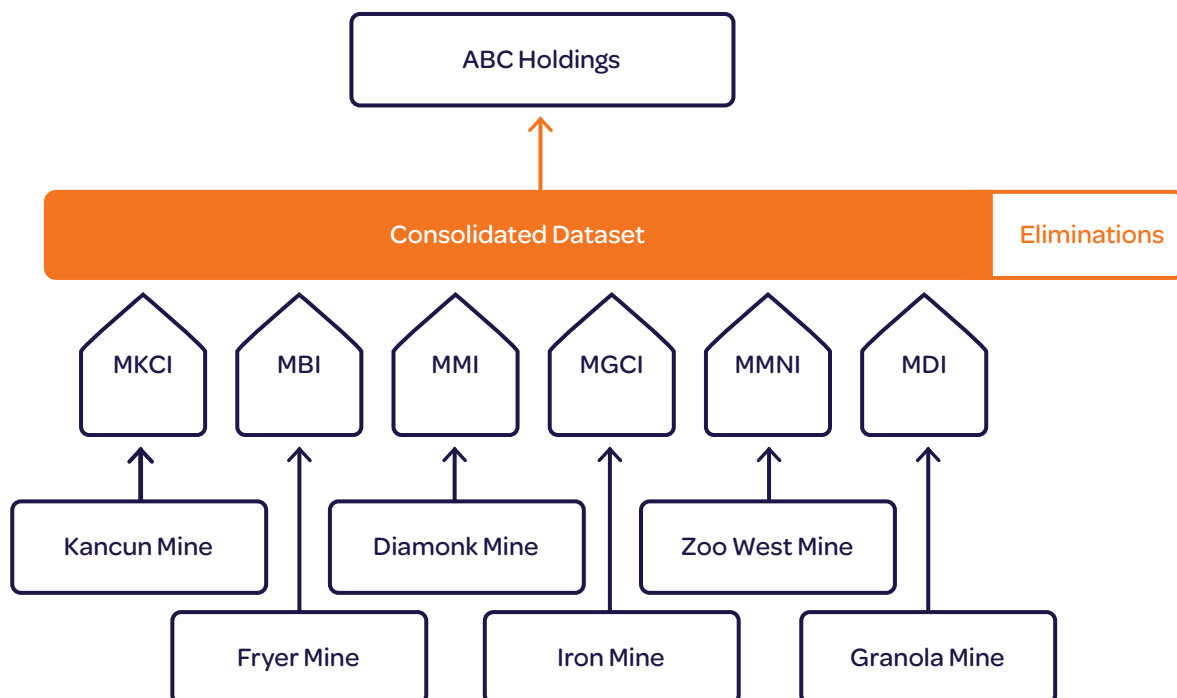 ABC Holdings
Consolidated Dataset
Eliminations
MKCI
MBI
MMI
MGCI
MMNI
MDI
Kancun Mine
Diamonk Mine
Zoo West Mine
Fryer Mine
Iron Mine
Granola Mine